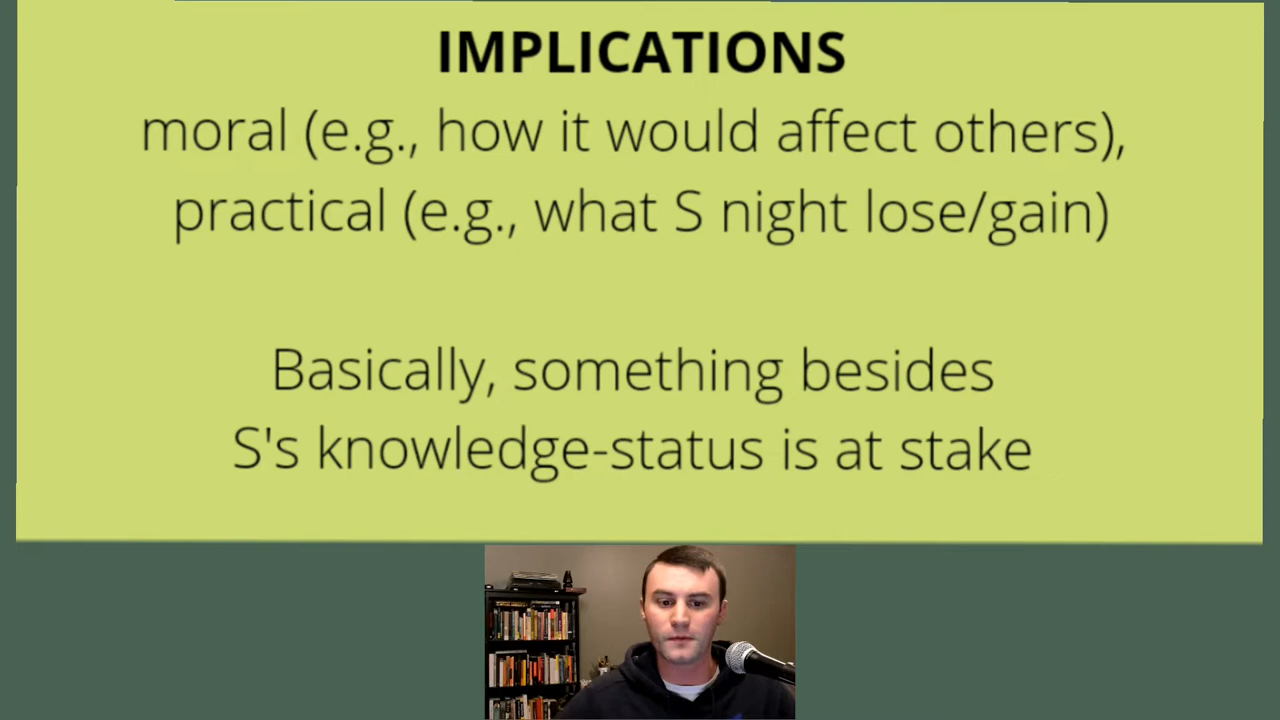 IMPLICATIONS
moral (e.g., how it would affect others),
practical (e.g., what S night lose/gain)
Basically, something besides
S's knowledge-status is at stake